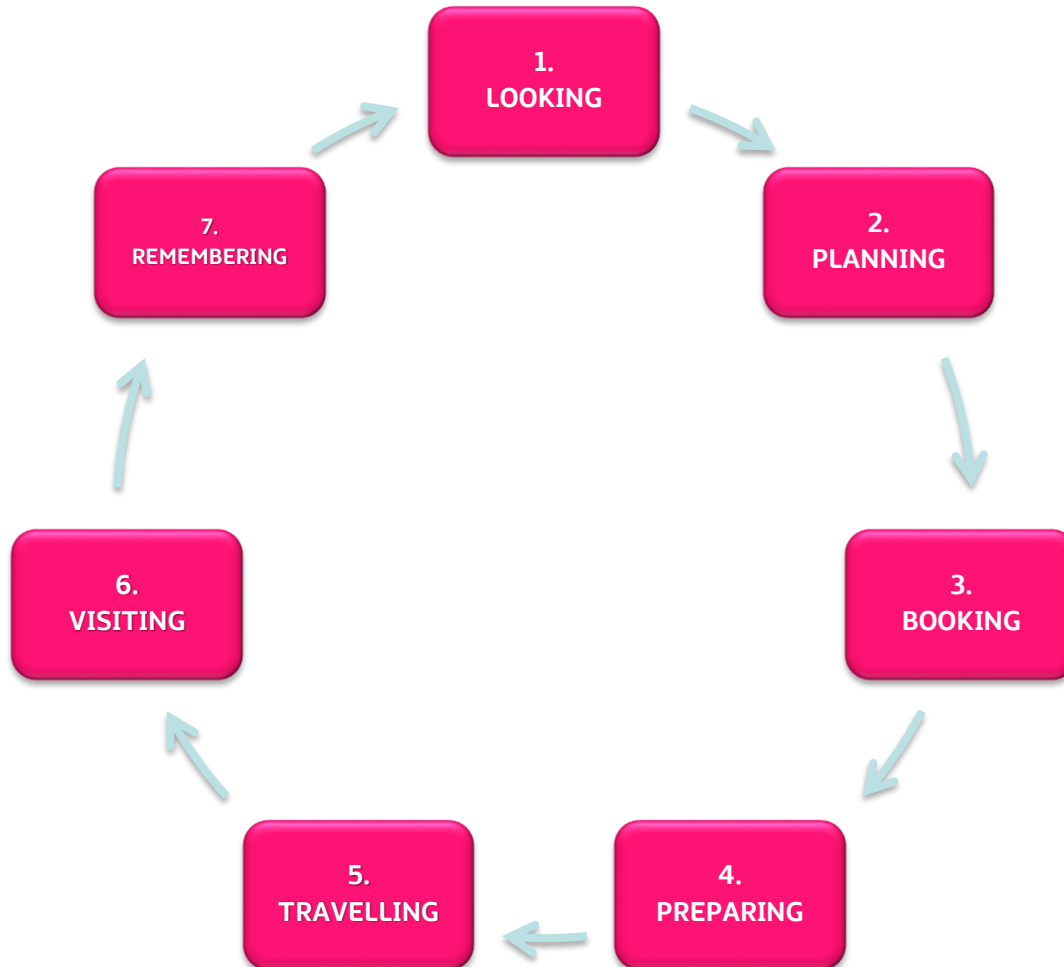 1.
LOOKING
2.
PLANNING
3.
BOOKING
4.
PREPARING
5.
TRAVELLING
6.
VISITING
7.
REMEMBERING